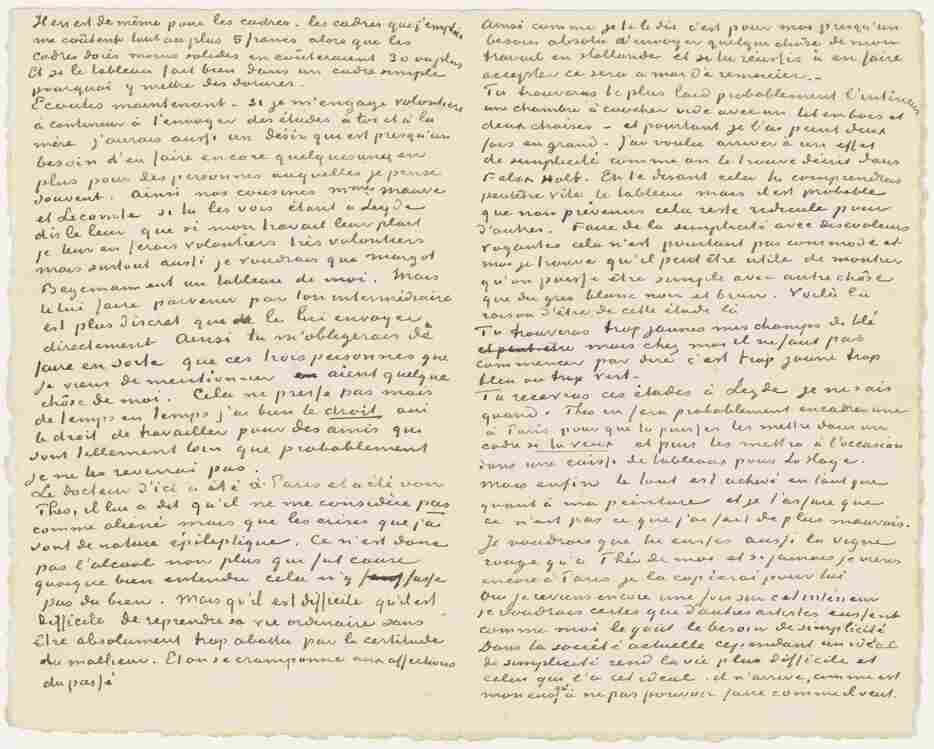 Il en est de même pour les cadres. les cadres que j'emploie
me coûtent tout au plus 5 francs alors que les
cadres dorés moins solides en coûteraient 30 ou plus
Et si le tableau fait bien dans un cadre simple
pourquoi y mettre des dorures.
Ecoutes maintenant. Si je m'engage volontiers
à continuer à t'envoyer des études à toi et à la
mère j'aurais aussi un désir qui est presqu'un
besoin d'en faire encore quelques unes en
plus pour des personnes auxquelles je pense
souvent. Ainsi nos cousines mmes Mauve
et Lecomte si tu les vois étant à Leyde
dis le leur que si mon travail leur plait
je leur en ferais volontiers très volontiers
mais surtout aussi je voudrais que margot
Begemann eut un tableau de moi. Mais
le lui faire parvenir par ton intermédiaire
est plus discret que de le lui envoyer
directement Ainsi tu m'obligerais de
faire en sorte que ces trois personnes que
je viens de mentionner aient quelque
chôse de moi. Cela ne presse pas mais
de temps en temps j'ai bien le droit oui
le droit de travailler pour des amis qui
sont tellement loin que probablement
je ne les reverrai pas.
Le docteur d'ici a été à Paris et a été voir
Theo, il lui a dit qu'il ne me considère pas
comme aliéné mais que les crises que j'ai
sont de nature épileptique. Ce n'est donc
pas l'alcool non plus qui fut cause
quoique bien entendu cela n'y fasse
pas du bien. Mais qu'il est difficile qu'il est
difficile de reprendre sa vie ordinaire sans
être absolument trop abattu par la certitude
du malheur. Et on se cramponne aux affections
du passé
Ainsi comme je te le dis c'est pour moi presqu'un
besoin absolu d'envoyer quelque chôse de mon
travail en Hollande et si tu réussis à en faire
accepter ce sera à moi de remercier.
Tu trouveras le plus laid probablement l'intérieur
un chambre à coucher vide avec un lit en bois et
deux chaises – et pourtant je l'ai peint deux
fois en grand. J'ai voulu arriver à un effet
de simplicité comme on le trouve décrit dans
Felix Holt. En te disant cela tu comprendras
peutêtre vite le tableau mais il est probable
que non prévenus cela reste ridicule pour
d'autres. Faire de la simplicité avec des couleurs
voyantes cela n'est pourtant pas commode et
moi je trouve qu'il peut être utile de montrer
qu'on puisse être simple avec autre chôse
que du gris blanc noir et brun. Voilà la
raison d'être de cette étude là
Tu trouveras trop jaunes mes champs de blé
et peut être mais chez moi il ne faut pas
commencer par dire c'est trop jaune trop
bleu ou trop vert.
Tu recevras ces études à Leyde je ne sais
quand. Theo en fera probablement encadrer une
à Paris pour que tu puisses les mettre dans un
cadre si tu veux et puis les mettra à l'occasion
dans une caisse de tableaux pour La Haye.
mais enfin le tout est achevé en tant que
quant à ma peinture et je t'assure que
ce n'est pas ce que j'ai fait de plus mauvais.
Je voudrais que tu eusses aussi la vigne
rouge qu'a Théo de moi et si jamais je viens
encore à Paris je la copierai pour lui
Oui je reviens encore une fois sur cet intérieur
je voudrais certes que d'autres artistes eussent
comme moi le goût le besoin de simplicité
Dans la société actuelle cependant un idéal
de simplicité rend la vie plus difficile et
celui qui l'a cet idéal. il n'arrive, comme est
mon cas, à ne pas pouvoir faire comme il veut.